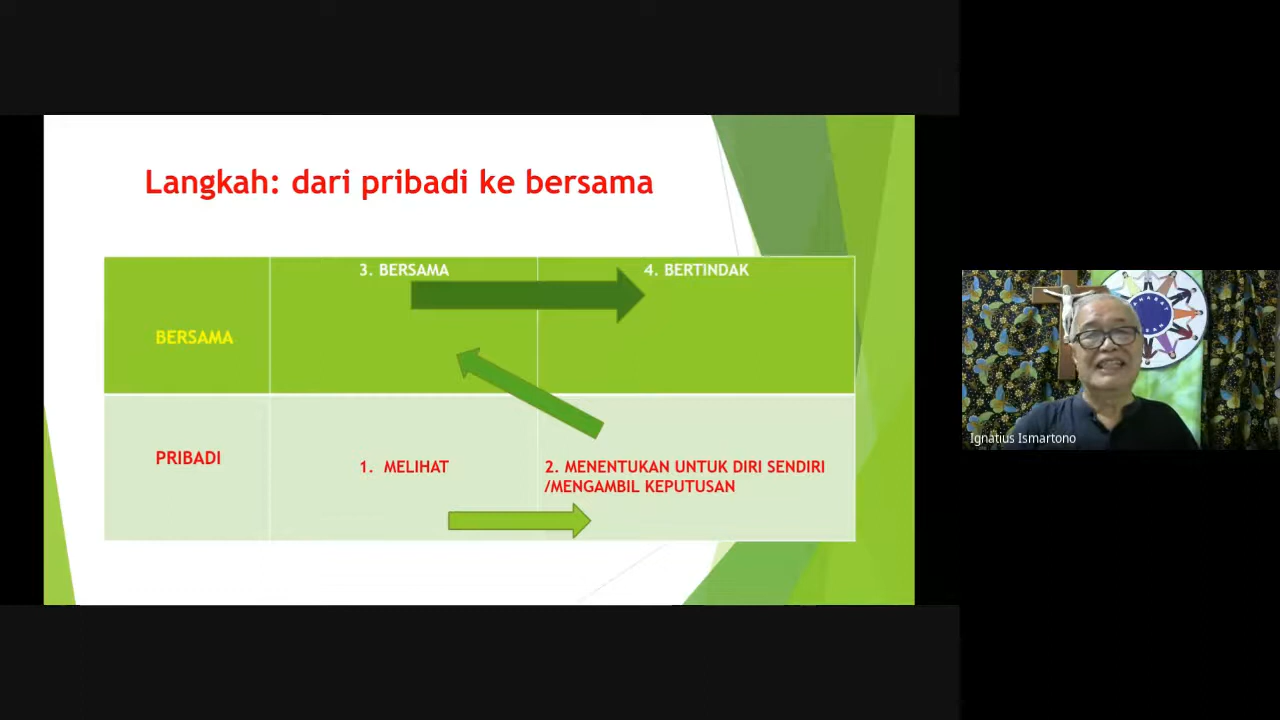 Langkah: dari pribadi ke bersama
3. BERSAMA
4. BERTINDAK
BERSAMA
PRIBADI
1. MELIHAT
2. MENENTUKAN UNTUK DIRI SENDIRI
/MENGAMBIL KEPUTUSAN
Ignatius Ismartono